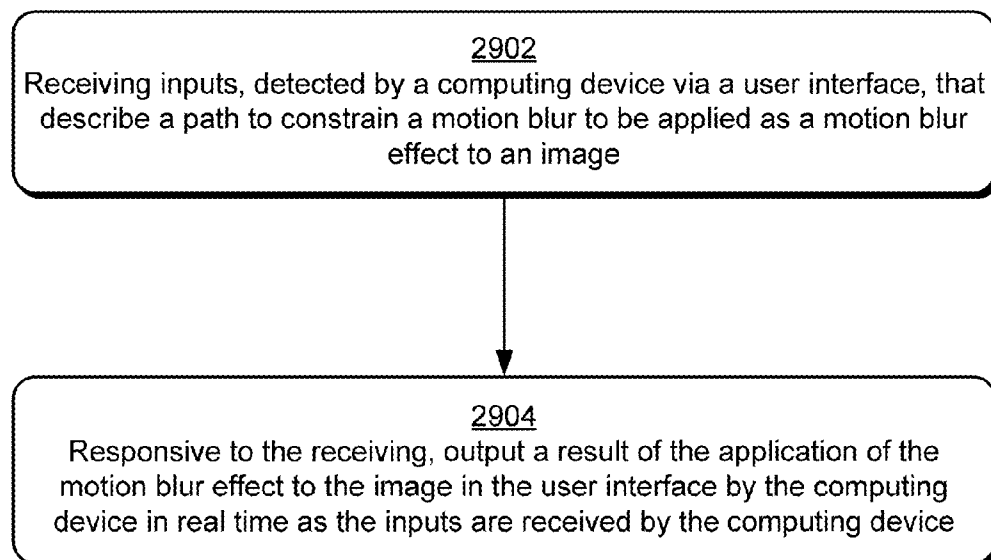 2902
Receiving inputs, detected by a computing device via a user interface, that
describe a path to constrain a motion blur to be applied as a motion blur
effect to an image
2904
Responsive to the receiving, output a result of the application of the
motion blur effect to the image in the user interface by the computing
device in real time as the inputs are received by the computing device